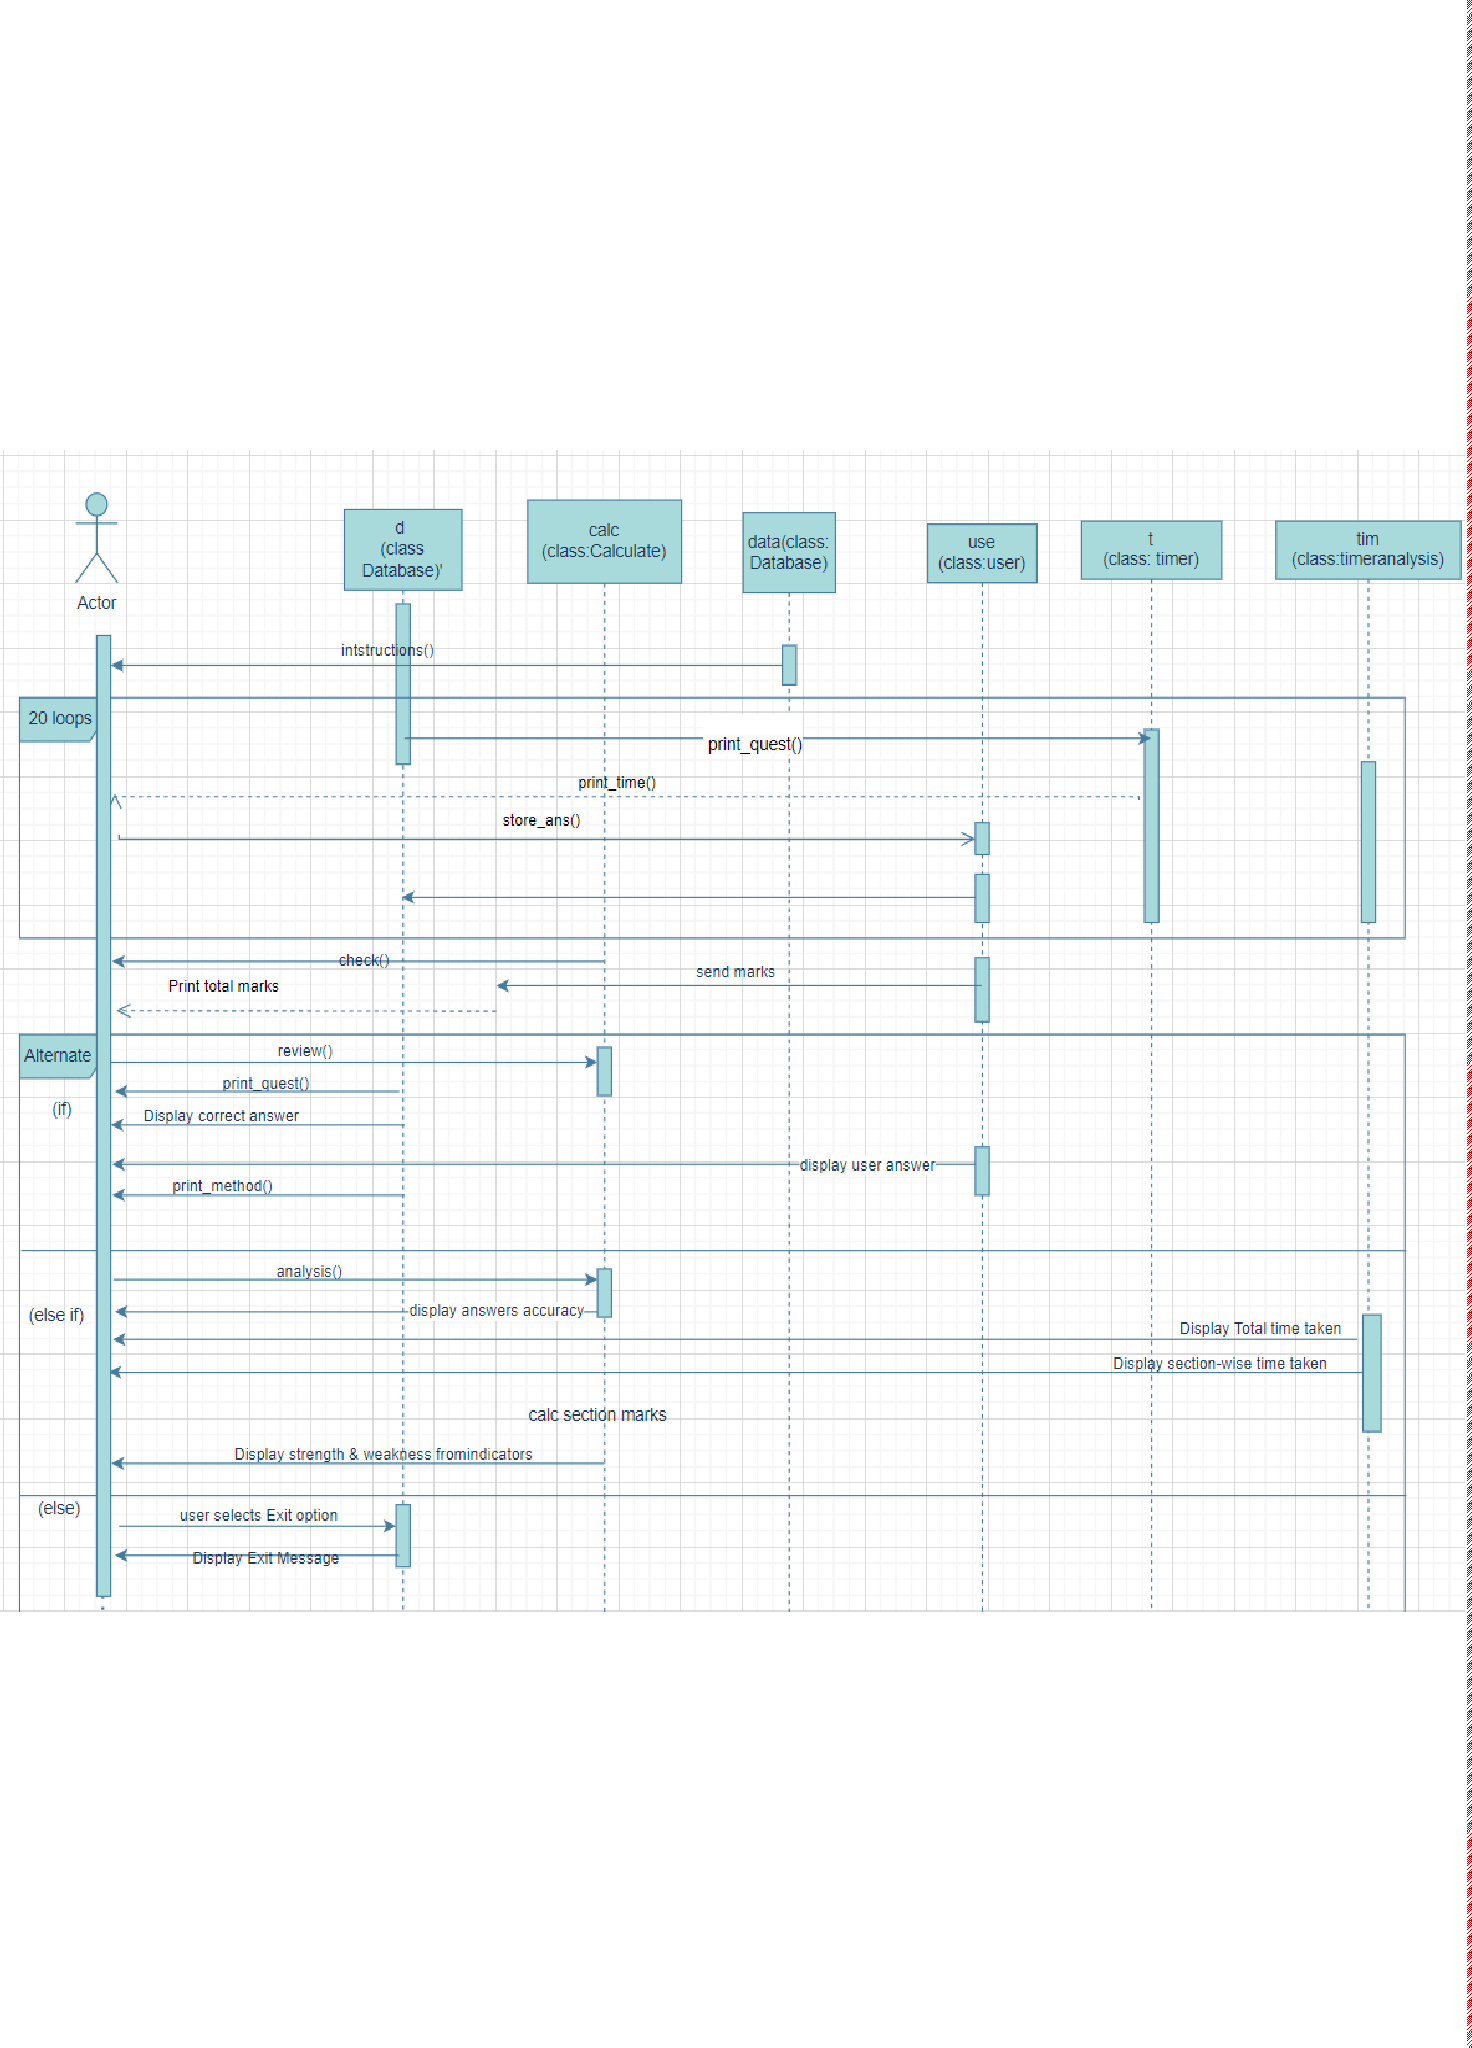 d
(class
Database)'
calc
(class:Calculate)
data(class:
Database)
use
(class:user)
t
(class: timer)
tim
(class:timeranalysis)
Actor
intstructions()
20 loops
print_quest()
print_time()
store_ans()
check()
send marks
Print total marks
Alternate
review()
print_quest()
(if)
Display correct answer
display user answer
print_method()
analysis()
(else if)
display answers accuracy
Display Total time taken
Display section-wise time taken
calc section marks
Display strength & weakness fromindicators
(else)
user selects Exit option
Display Exit Message